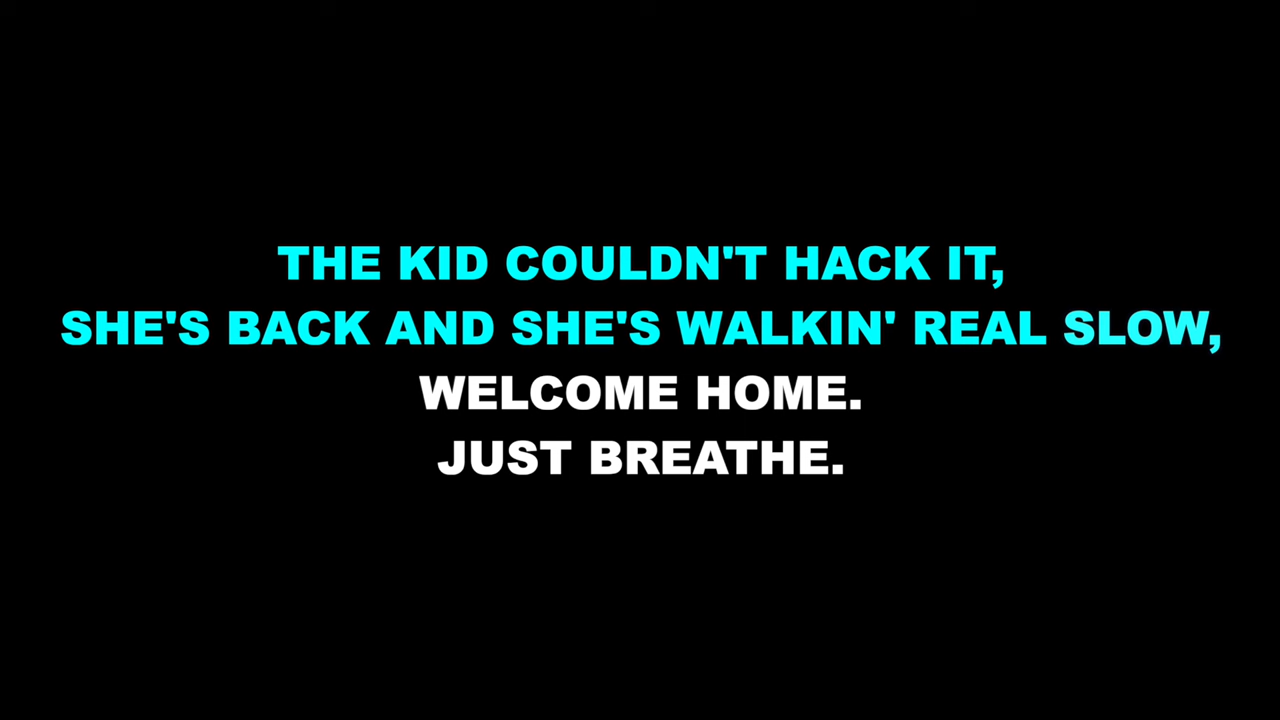 THE KID COULDN'T HACK IT,
SHE'S BACK AND SHE'S WALKIN' REAL SLOW,
WELCOME HOME.
JUST BREATHE.